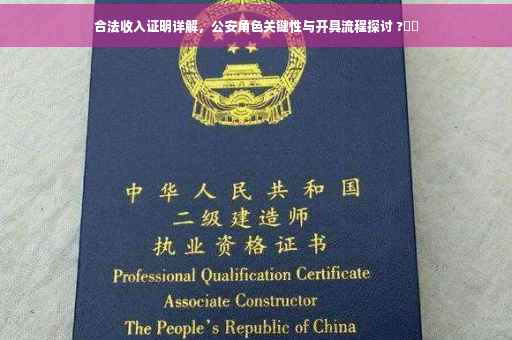 合法收入证明详解，公安角色关键性与开具流程探讨 ?
中华人民共和国
二级建造师
执业资格证书
Professional Qualification Certificate
Associate Constructor
The People's Republic of China